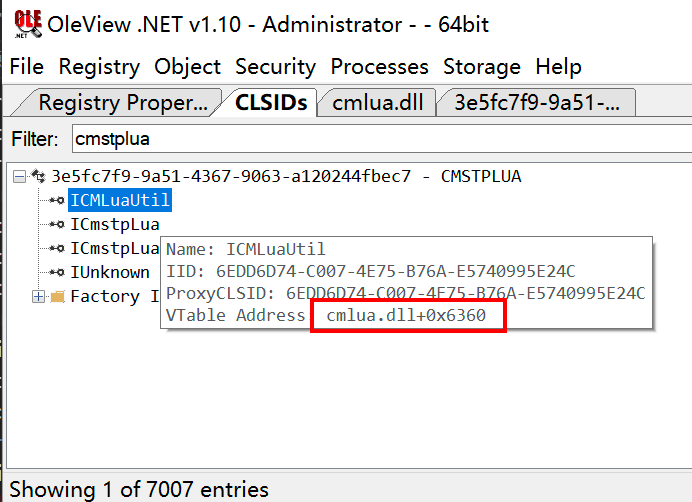 OLE
.NET
OleView .NET v1.10 - Administrator - - 64bit
File Registry Object Security Processes Storage Help
Registry Proper... CLSIDs cmlua.dll 3e5fc7f9-9a51-...
Filter: cmstplua
3e5fc7f9-9a51-4367-9063-a120244fbec7 - CMSTPLUA
ICMLuaUtil
ICmstpLua
ICmstpLua
Name: ICMLuaUtil
IUnknown
IID: 6EDD6D74-C007-4E75-B76A-E5740995E24C
Factory I
ProxyCLSID: 6EDD6D74-C007-4E75-B76A-E5740995E24C
VTable Address cmlua.dll+0x6360
Showing 1 of 7007 entries